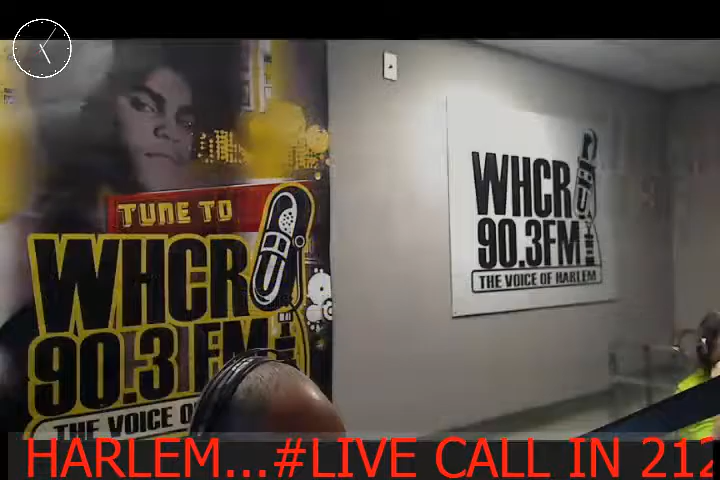 TUNE TO
WHCR
90.3FM
THE VOICE O
WHCR
90.3FM
THE VOICE OF HARLEM
HARLEM...#LIVE CALL IN 212